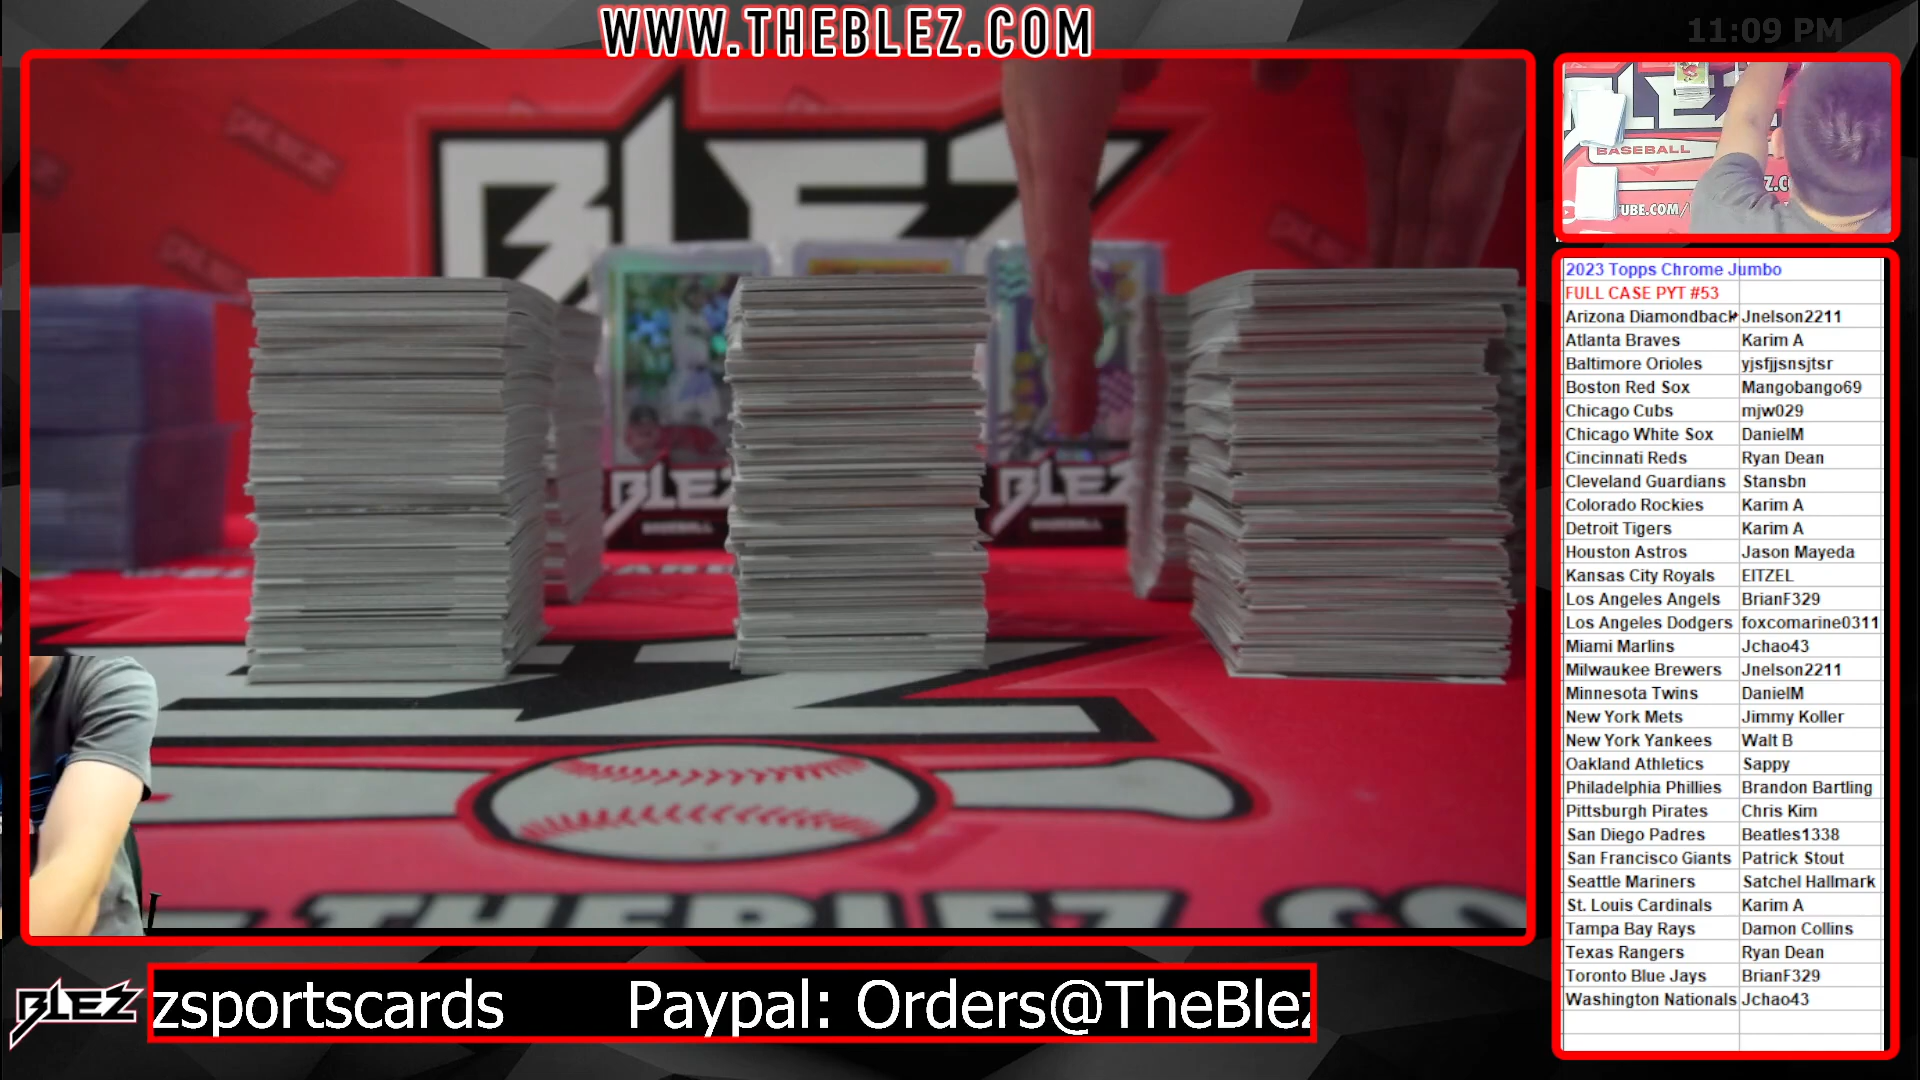 WWW.THEBLEZ.COM
11:09 PM
BLEZ
BASEBALL
UBE.COM/
BLEZ
BASEBALL
BLEZ
BASEBALL
2023 Topps Chrome Jumbo
FULL CASE PYT #53
Arizona Diamondback Jnelson2211
Atlanta Braves Karim A
Baltimore Orioles yjsfjjsnsjtsr
Boston Red Sox Mangobango69
Chicago Cubs mjw029
Chicago White Sox DanielM
Cincinnati Reds Ryan Dean
Cleveland Guardians Stansbn
Colorado Rockies Karim A
Detroit Tigers Karim A
Houston Astros Jason Mayeda
Kansas City Royals EITZEL
Los Angeles Angels BrianF329
Los Angeles Dodgers foxcomarine0311
Miami Marlins Jchao43
Milwaukee Brewers Jnelson2211
Minnesota Twins DanielM
New York Mets Jimmy Koller
New York Yankees Walt B
Oakland Athletics Sappy
Philadelphia Phillies Brandon Bartling
Pittsburgh Pirates Chris Kim
San Diego Padres Beatles1338
San Francisco Giants Patrick Stout
Seattle Mariners Satchel Hallmark
St. Louis Cardinals Karim A
Tampa Bay Rays Damon Collins
Texas Rangers Ryan Dean
Toronto Blue Jays BrianF329
Washington Nationals Jchao43
BLEZ
zsportscards Paypal: Orders@TheBlez